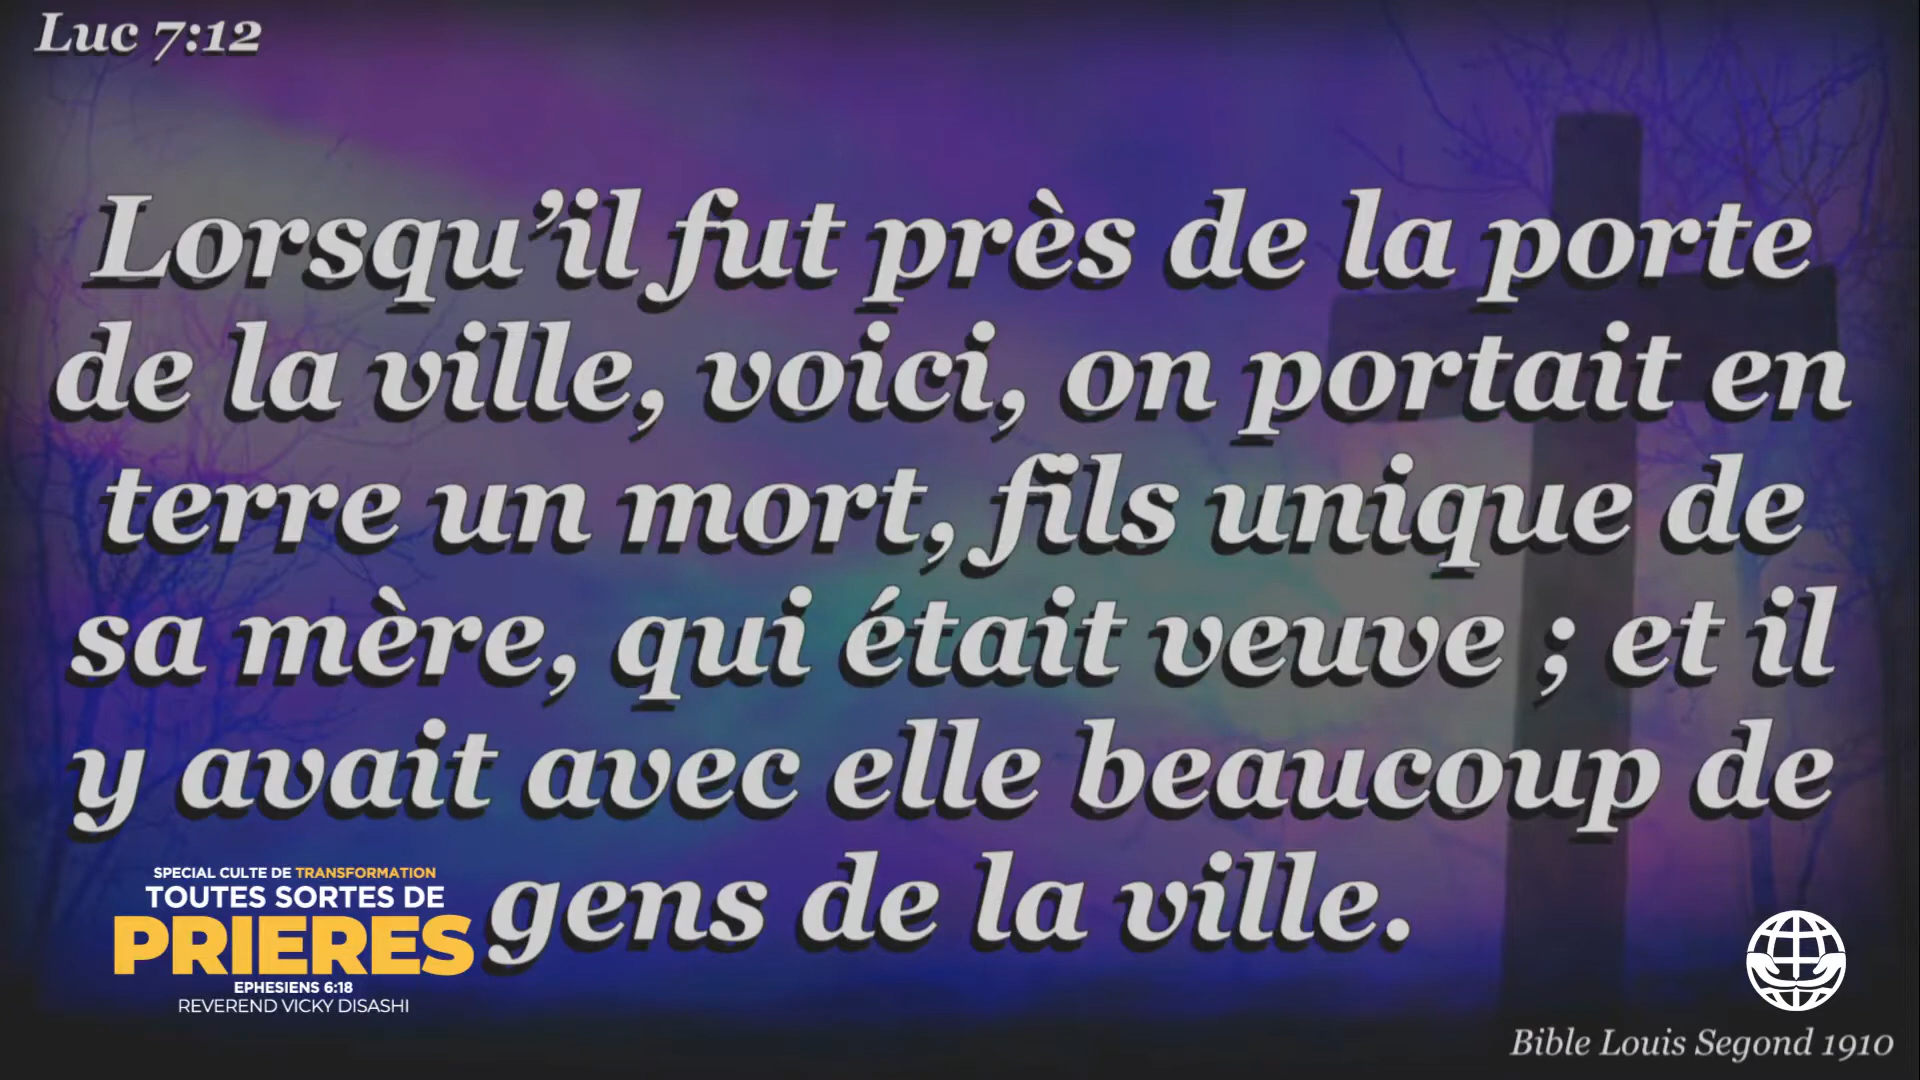 Luc 7:12
Lorsqu’il fut près de la porte
de la ville, voici, on portait en
terre un mort, fils unique de
sa mère, qui était veuve ; et il
y avait avec elle beaucoup de
gens de la ville.
SPECIAL CULTE DE TRANSFORMATION
TOUTES SORTES DE
PRIERES
EPHESIENS 6:18
REVEREND VICKY DISASHI
Bible Louis Segond 1910